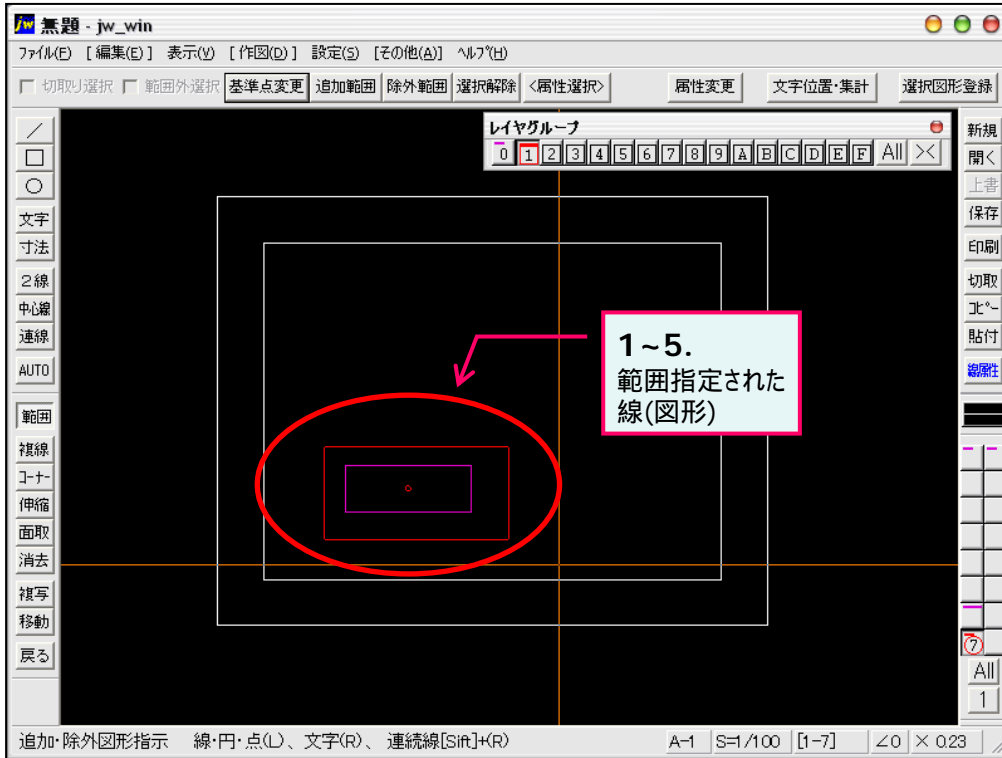 jw 無題 - jw_win
ファイル(F) [編集(E)] 表示(V) [作図(D)] 設定(S) [その他(A)] ヘルプ(H)
切取り選択 範囲外選択 基準点変更 追加範囲 除外範囲 選択解除 <属性選択> 属性変更 文字位置・集計 選択図形登録
レイヤグループ
0 1 2 3 4 5 6 7 8 9 A B C D E F All ><
文字
寸法
2線
中心線
連線
AUTO
範囲
複線
コーナー
伸縮
面取
消去
複写
移動
戻る
1~5.
範囲指定された
線(図形)
新規
開く
上書
保存
印刷
切取
コピー
貼付
線属性
7
All
1
追加・除外図形指示 線・円・点(L)、文字(R)、 連続線[Sift]+(R)
A-1 S=1/100 [1-7] ∠0 × 0.23